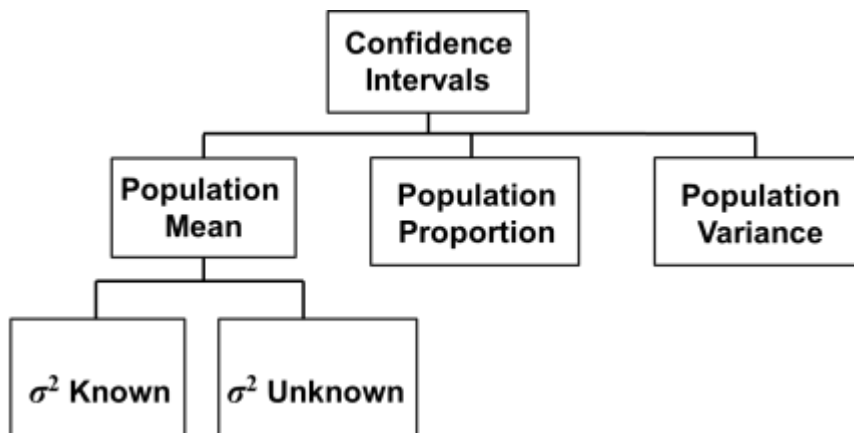 Confidence
Intervals
Population
Mean
Population
Proportion
Population
Variance
σ² Known
σ² Unknown